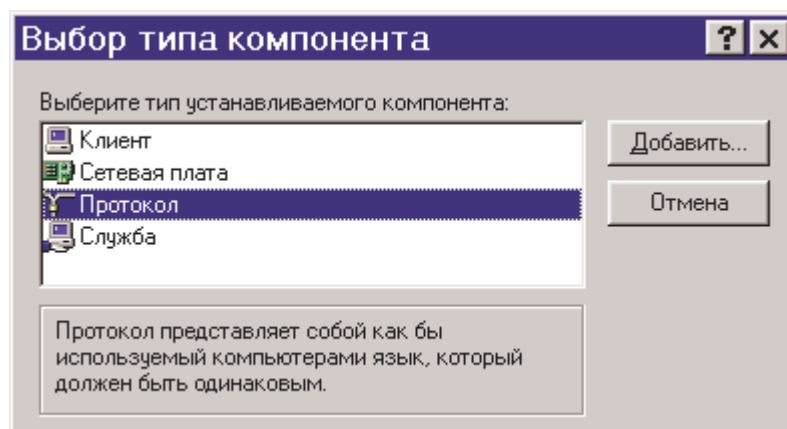 Выбор типа компонента
Выберите тип устанавливаемого компонента:
Клиент
Сетевая плата
Протокол
Служба
Добавить...
Отмена
Протокол представляет собой как бы
используемый компьютерами язык, который
должен быть одинаковым.